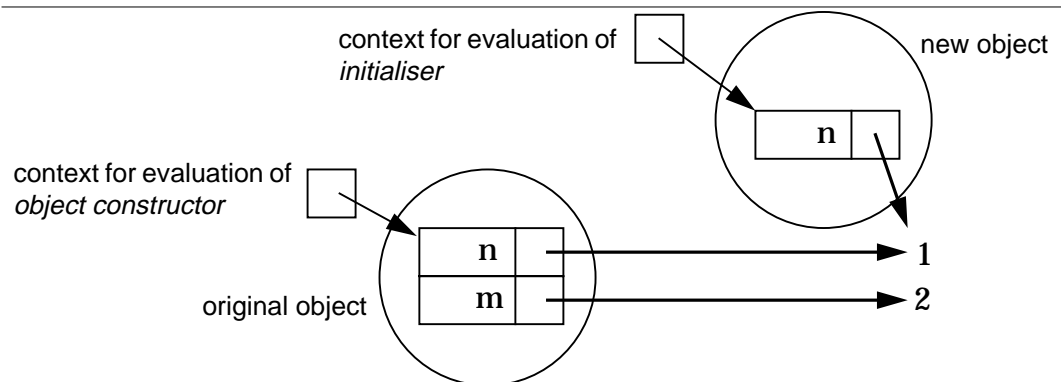 context for evaluation of
initialiser
new object
n
context for evaluation of
object constructor
n
1
m
2
original object